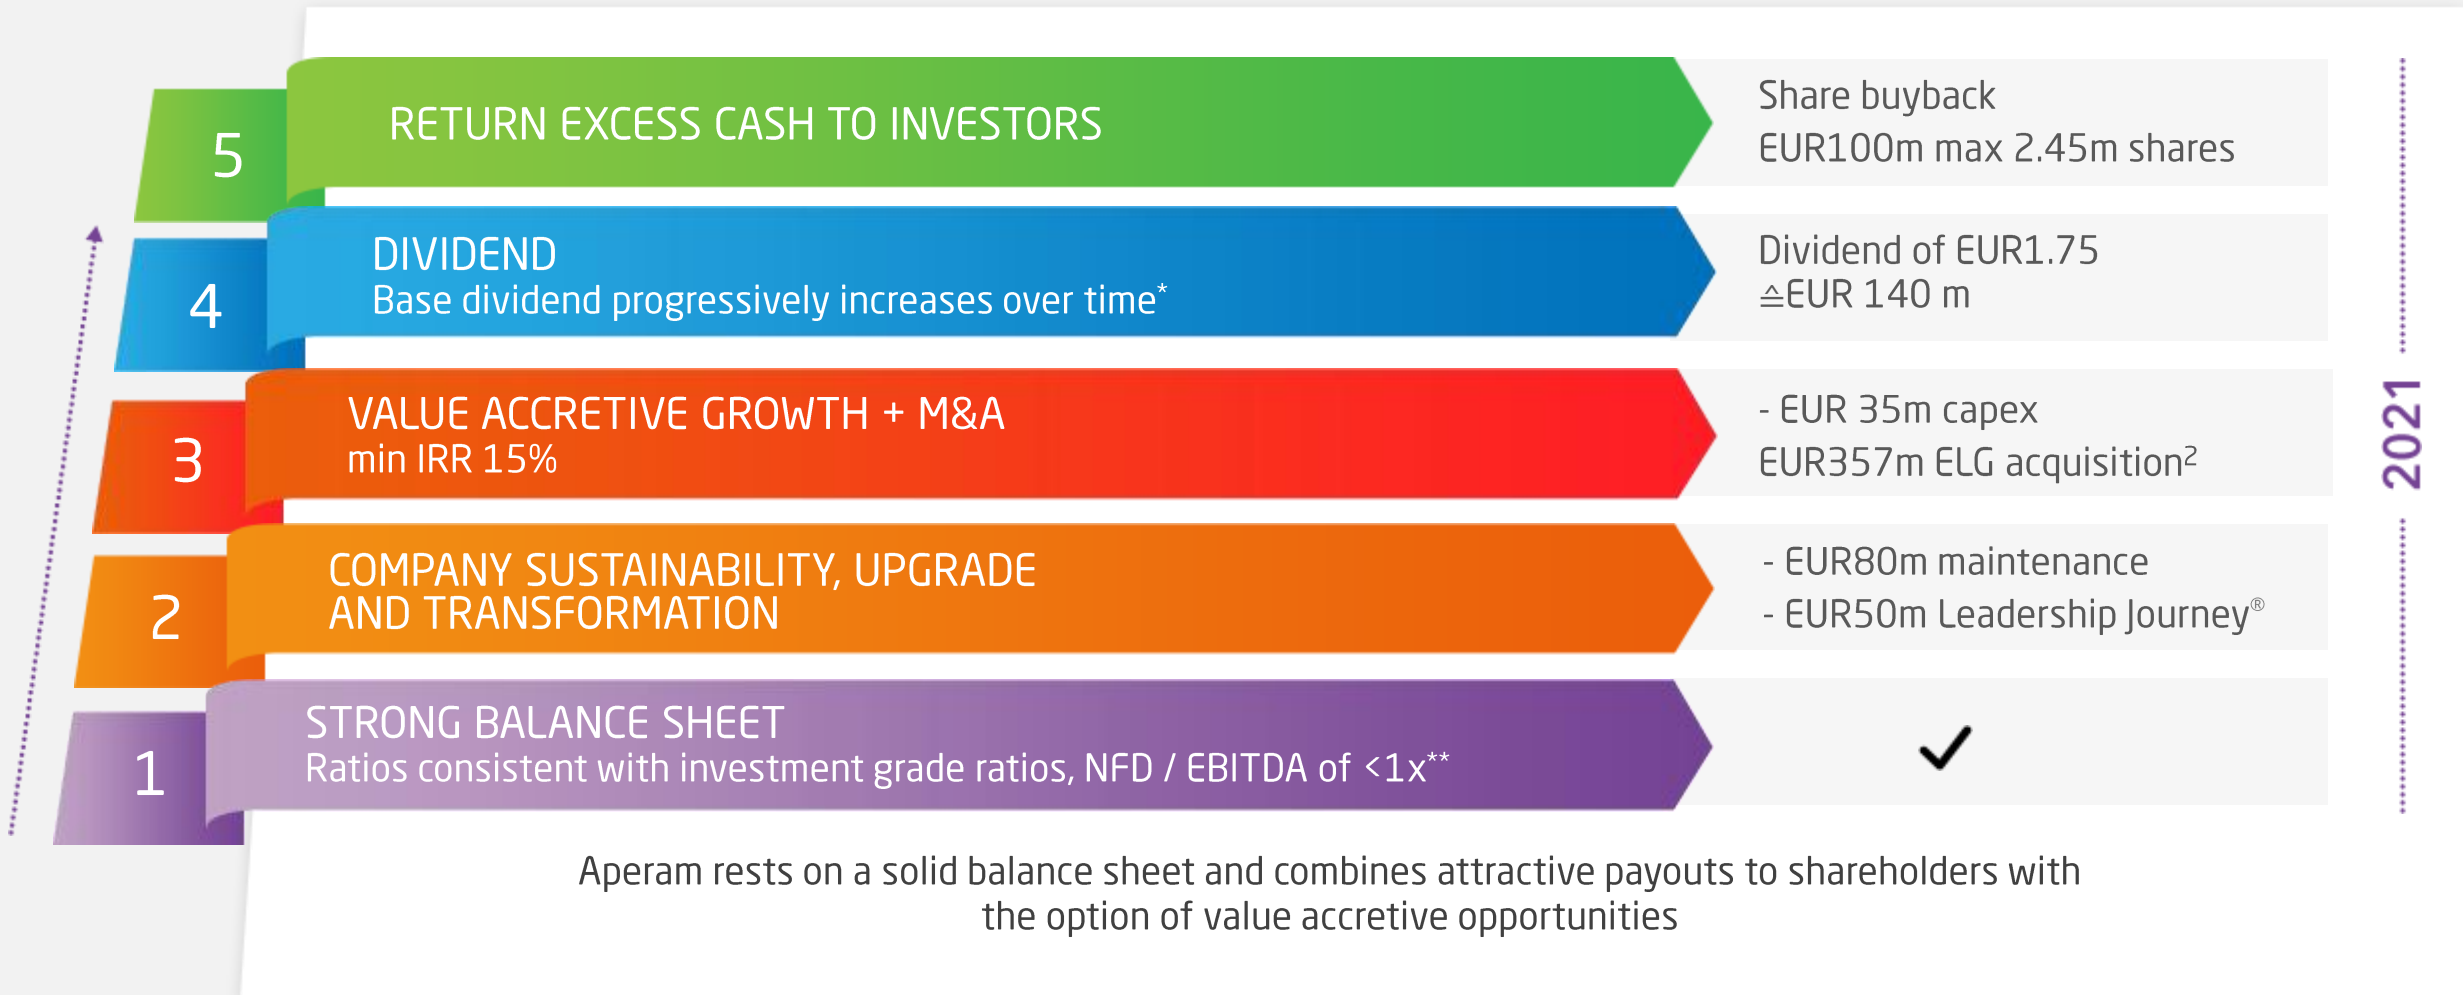 5
RETURN EXCESS CASH TO INVESTORS
Share buyback
EUR100m max 2.45m shares
4
DIVIDEND
Base dividend progressively increases over time*
Dividend of EUR1.75
≙EUR 140 m
3
VALUE ACCRETIVE GROWTH + M&A
min IRR 15%
- EUR 35m capex
EUR357m ELG acquisition²
2
COMPANY SUSTAINABILITY, UPGRADE
AND TRANSFORMATION
- EUR80m maintenance
- EUR50m Leadership Journey®
1
STRONG BALANCE SHEET
Ratios consistent with investment grade ratios, NFD / EBITDA of <1x**
2021
Aperam rests on a solid balance sheet and combines attractive payouts to shareholders with
the option of value accretive opportunities